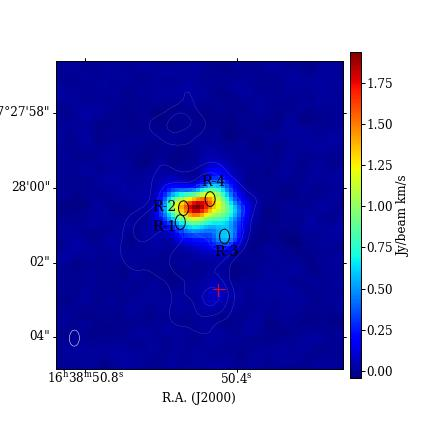 7°27'58"
28'00"
02"
04"
R-4
R-2
R-1
R-3
16ʰ38ᵐ50.8ˢ
50.4ˢ
R.A. (J2000)
1.75
1.50
1.25
1.00
0.75
0.50
0.25
0.00
Jy/beam km/s